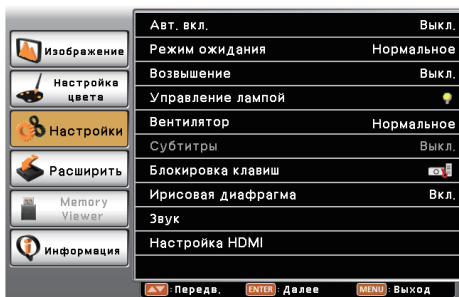 Изображение
Настройка
цвета
Настройки
Расширить
Memory
Viewer
Информация
Авт. вкл. Выкл.
Режим ожидания Нормальное
Возвышение Выкл.
Управление лампой
Вентилятор Нормальное
Субтитры Выкл.
Блокировка клавиш
Ирисовая диафрагма Вкл.
Звук
Настройка HDMI
: Передв. ENTER : Далее MENU : Выход